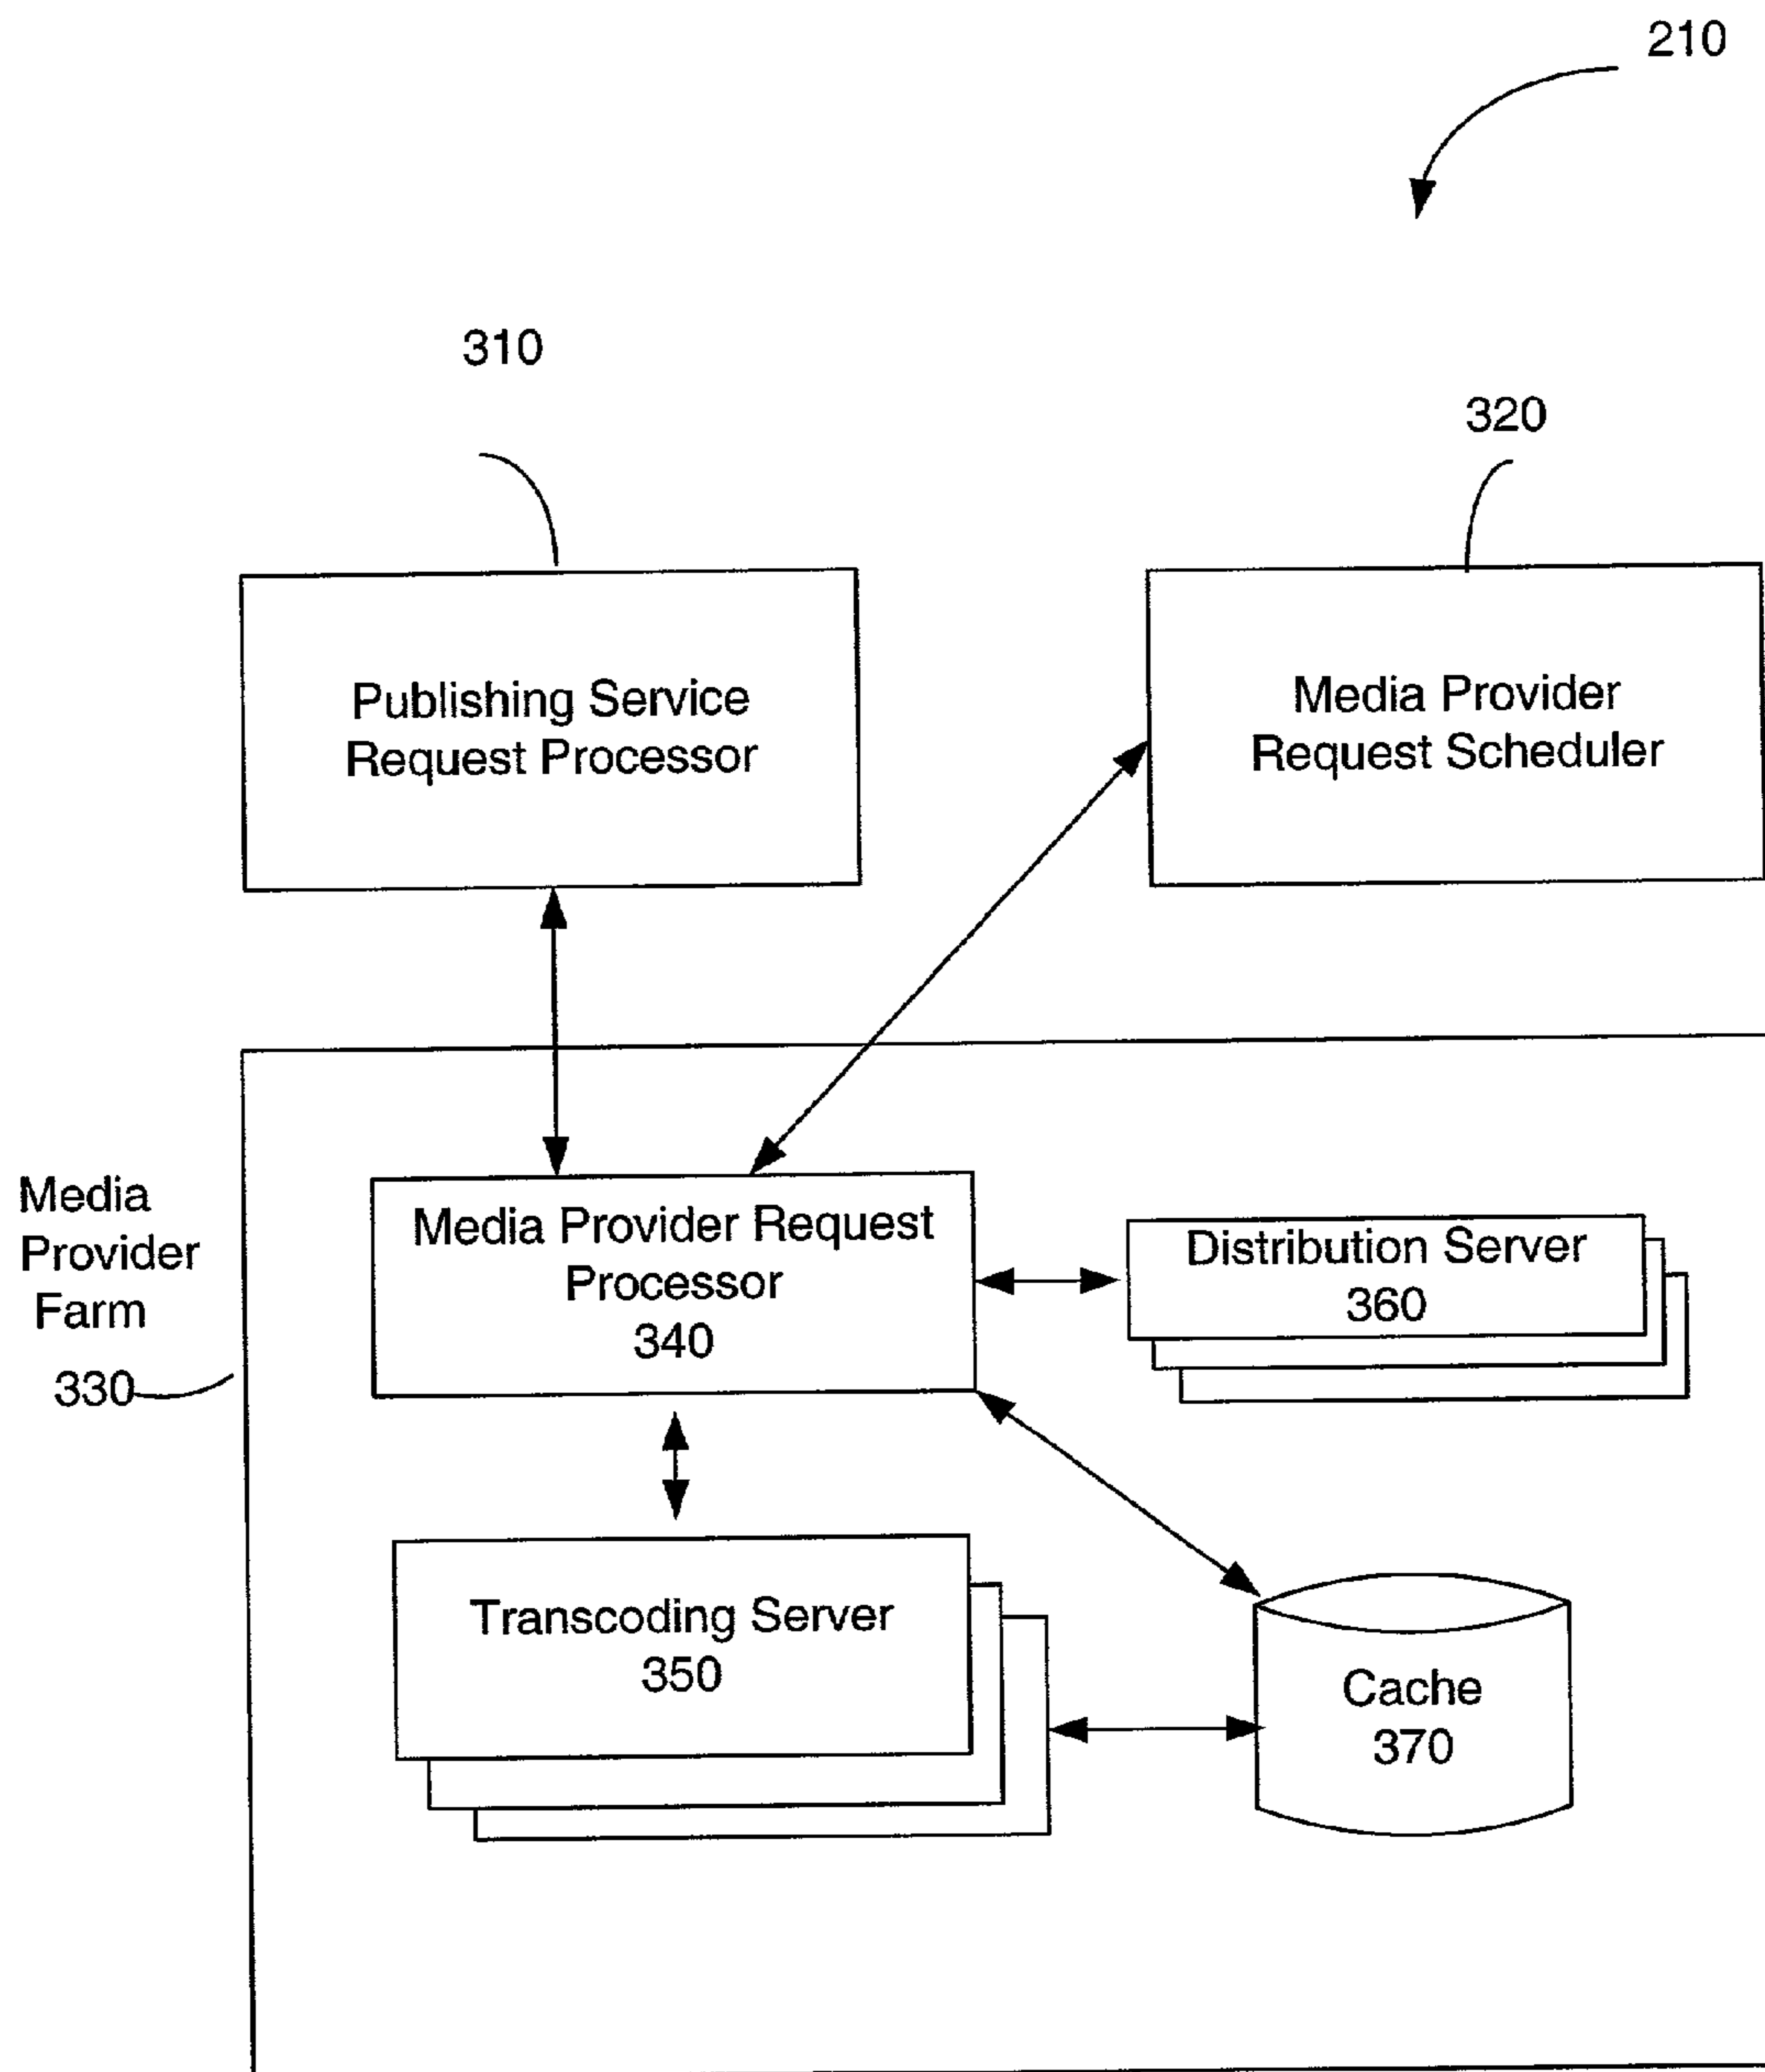 210
310
320
Publishing Service
Request Processor
Media Provider
Request Scheduler
Media
Provider
Farm
330
Media Provider Request
Processor
340
Distribution Server
360
Transcoding Server
350
Cache
370